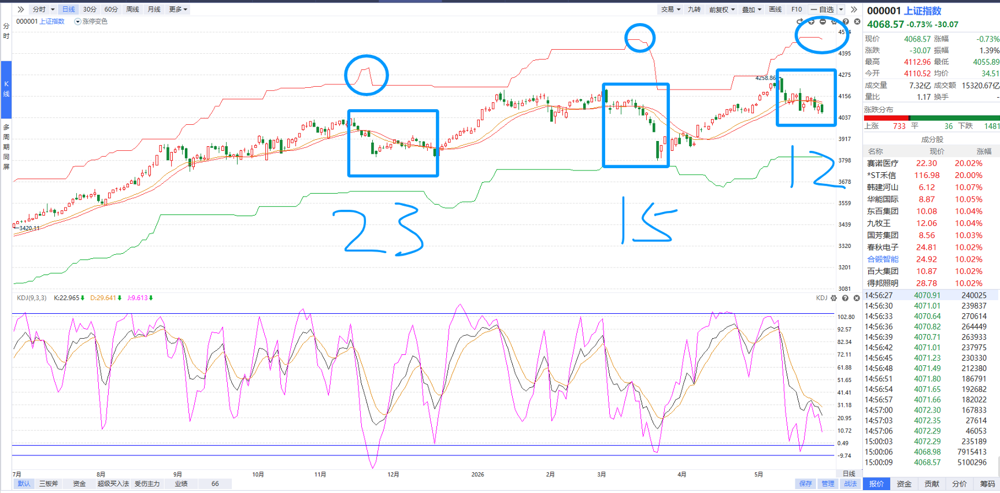 分时 日线 30分 60分 周线 月线 更多 交易 九转 前复权 叠加 画线 F10 一 自选
000001 上证指数 涨停变色
分时
K线
多周期同屏
4395
4275
4156
4037
3917
3798
3678
3559
3439
3320
3201
3081
4258.86
3420.11
23
15
12
KDJ(9,3,3) K:22.965 D:29.641 J:9.613 KDJ
102.80
92.57
82.34
72.11
61.88
51.65
41.41
31.18
20.95
10.72
0.49
-9.74
7月 8月 9月 10月 11月 12月 2026 2月 3月 4月 5月 日线
默认 三板斧 资金 超级买入法 受伤主力 业绩 66 保存 管理 战法
000001 上证指数
4068.57 -0.73% -30.07
现价 4068.57 涨幅 -0.73%
涨跌 -30.07 振幅 1.39%
最高 4112.96 最低 4055.89
今开 4110.52 均价 34.51
成交量 7.32亿 成交额 15320.67亿
量比 1.17 换手 -
涨跌分布
上涨 733 平 36 下跌 1481
成分股
名称 现价 涨幅
赛诺医疗 22.30 20.02%
*ST禾信 116.98 20.00%
韩建河山 6.12 10.07%
华能国际 8.87 10.05%
东百集团 10.08 10.04%
九牧王 12.06 10.04%
国芳集团 8.56 10.03%
春秋电子 24.81 10.02%
合锻智能 24.92 10.02%
百大集团 10.87 10.02%
得邦照明 28.78 10.02%
14:56:27 4070.91 240025
14:56:30 4071.01 239837
14:56:33 4070.64 270614
14:56:36 4070.82 264449
14:56:39 4070.71 263933
14:56:42 4071.01 237975
14:56:45 4071.23 230330
14:56:48 4071.49 212380
14:56:51 4071.80 186791
14:56:54 4071.65 192682
14:56:57 4071.66 182022
14:57:00 4072.30 167833
14:57:03 4072.35 27614
14:57:06 4072.29 46053
15:00:03 4072.29 235189
15:00:06 4068.98 7915413
15:00:09 4068.57 5100296
报价 资金 贡献 分价 筹码